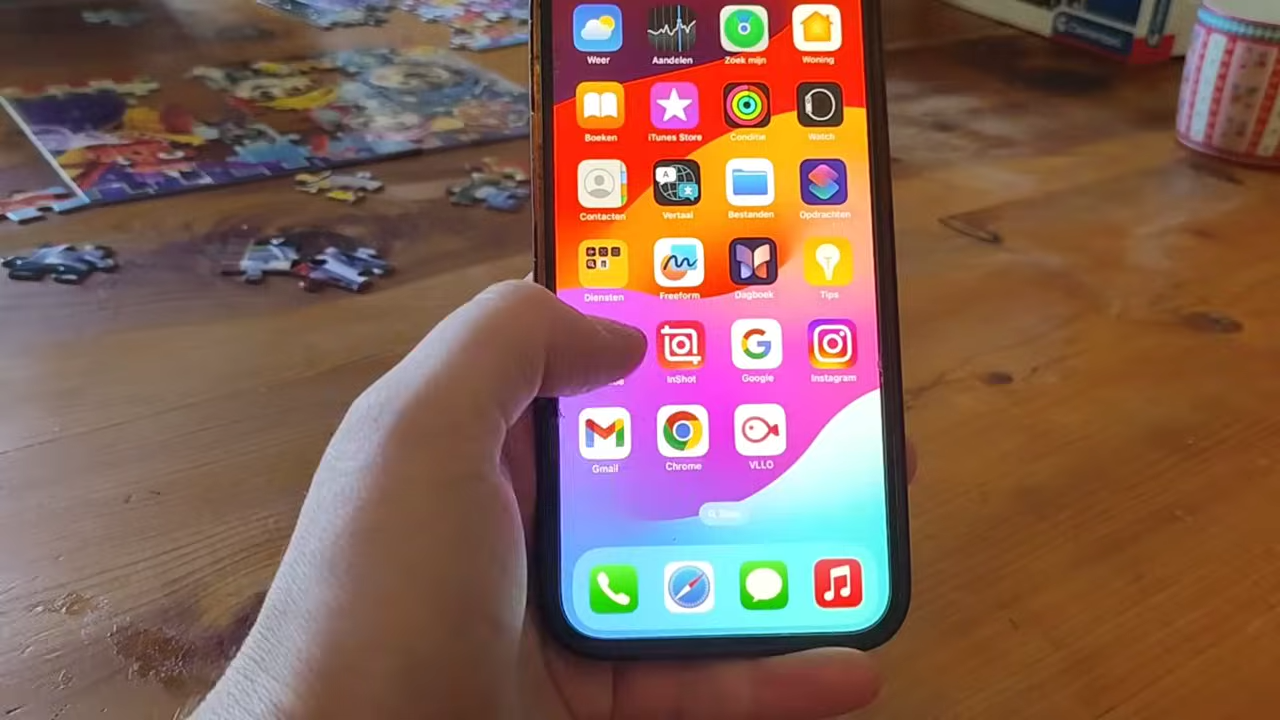 Weer Aandelen Zoek mijn Woning
Boeken iTunes Store Conditie Watch
Contacten Vertaal Bestanden Opdrachten
Diensten Freeform Dagboek Tips
InShot Google Instagram
Gmail Chrome VLLO